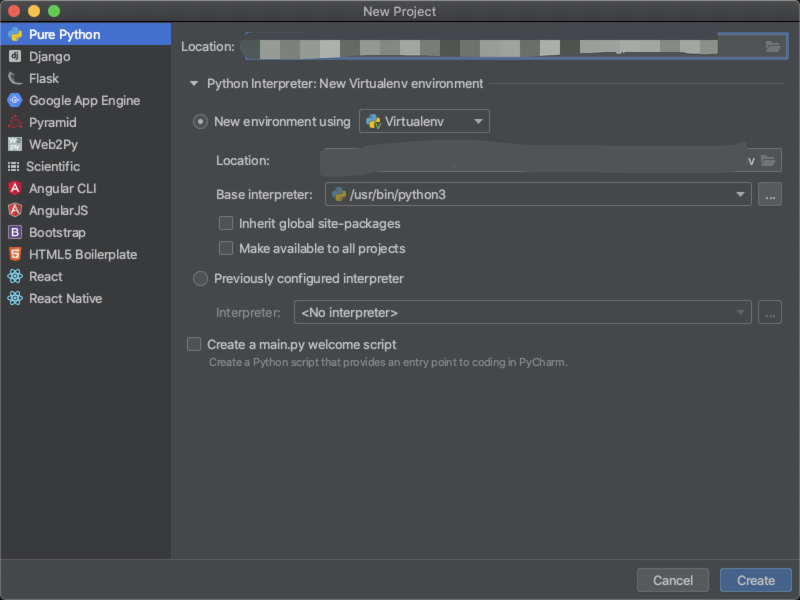 New Project
Pure Python
Django
Flask
Google App Engine
Pyramid
Web2Py
Scientific
Angular CLI
AngularJS
Bootstrap
HTML5 Boilerplate
React
React Native
Location:
Python Interpreter: New Virtualenv environment
New environment using Virtualenv
Location: v
Base interpreter: /usr/bin/python3 ...
Inherit global site-packages
Make available to all projects
Previously configured interpreter
Interpreter: <No interpreter> ...
Create a main.py welcome script
Create a Python script that provides an entry point to coding in PyCharm.
Cancel Create